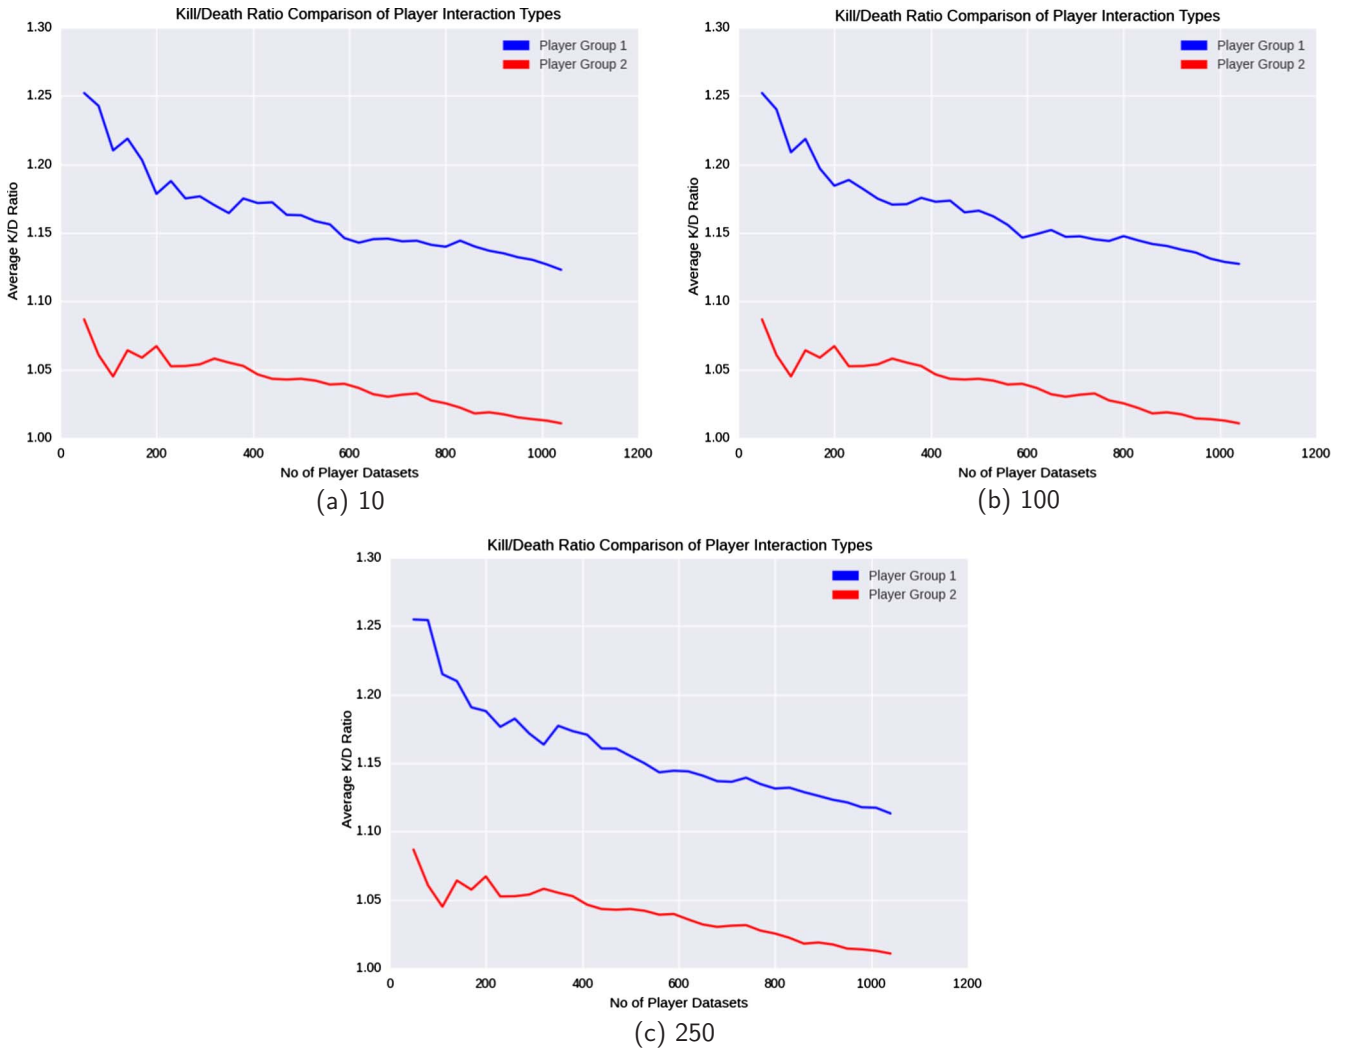 Kill/Death Ratio Comparison of Player Interaction Types
1.30
1.25
1.20
1.15
1.10
1.05
1.00
Average K/D Ratio
Player Group 1
Player Group 2
0 200 400 600 800 1000 1200
No of Player Datasets
(a) 10
Kill/Death Ratio Comparison of Player Interaction Types
1.30
1.25
1.20
1.15
1.10
1.05
1.00
Average K/D Ratio
Player Group 1
Player Group 2
0 200 400 600 800 1000 1200
No of Player Datasets
(b) 100
Kill/Death Ratio Comparison of Player Interaction Types
1.30
1.25
1.20
1.15
1.10
1.05
1.00
Average K/D Ratio
Player Group 1
Player Group 2
0 200 400 600 800 1000 1200
No of Player Datasets
(c) 250